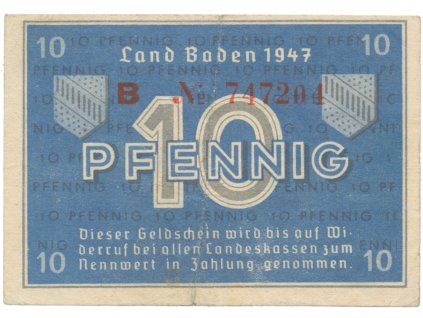 10 10
Land Baden 1947
B № 747204
10
PFENNIG
Dieser Geldschein wird bis auf Wi-
derruf bei allen Landeskassen zum
Nennwert in Zahlung genommen.
10 10